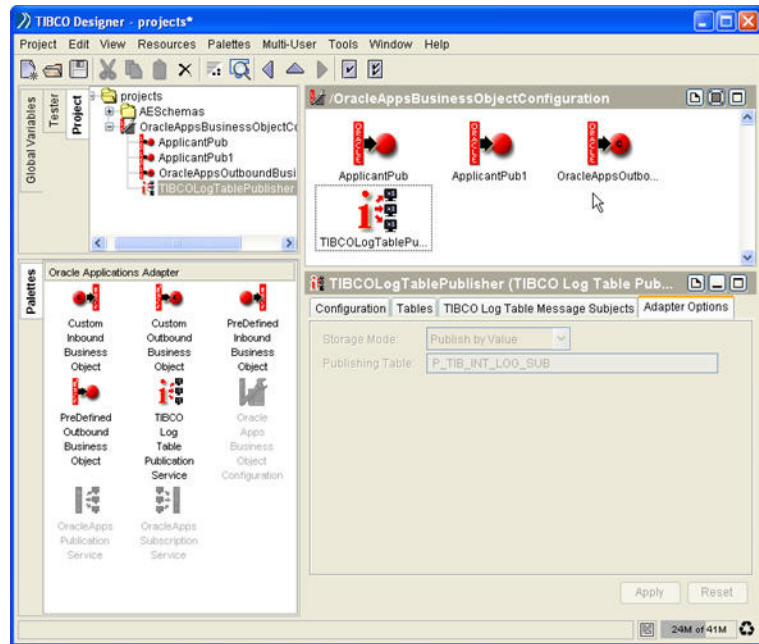 TIBCO Designer - projects*
Project Edit View Resources Palettes Multi-User Tools Window Help
Global Variables
Tester
Project
projects
AESchemas
OracleAppsBusinessObjectCo
ApplicantPub
ApplicantPub1
OracleAppsOutboundBusi
TIBCOLogTablePublisher
/OracleAppsBusinessObjectConfiguration
ApplicantPub
ApplicantPub1
OracleAppsOutbo...
TIBCOLogTablePu...
Palettes
Oracle Applications Adapter
Custom
Inbound
Business
Object
Custom
Outbound
Business
Object
PreDefined
Inbound
Business
Object
PreDefined
Outbound
Business
Object
TIBCO
Log
Table
Publication
Service
Oracle
Apps
Business
Object
Configuration
OracleApps
Publication
Service
OracleApps
Subscription
Service
TIBCOLogTablePublisher (TIBCO Log Table Pub...
Configuration Tables TIBCO Log Table Message Subjects Adapter Options
Storage Mode: Publish by Value
Publishing Table: P_TIB_INT_LOG_SUB
Apply Reset
24M of 41M